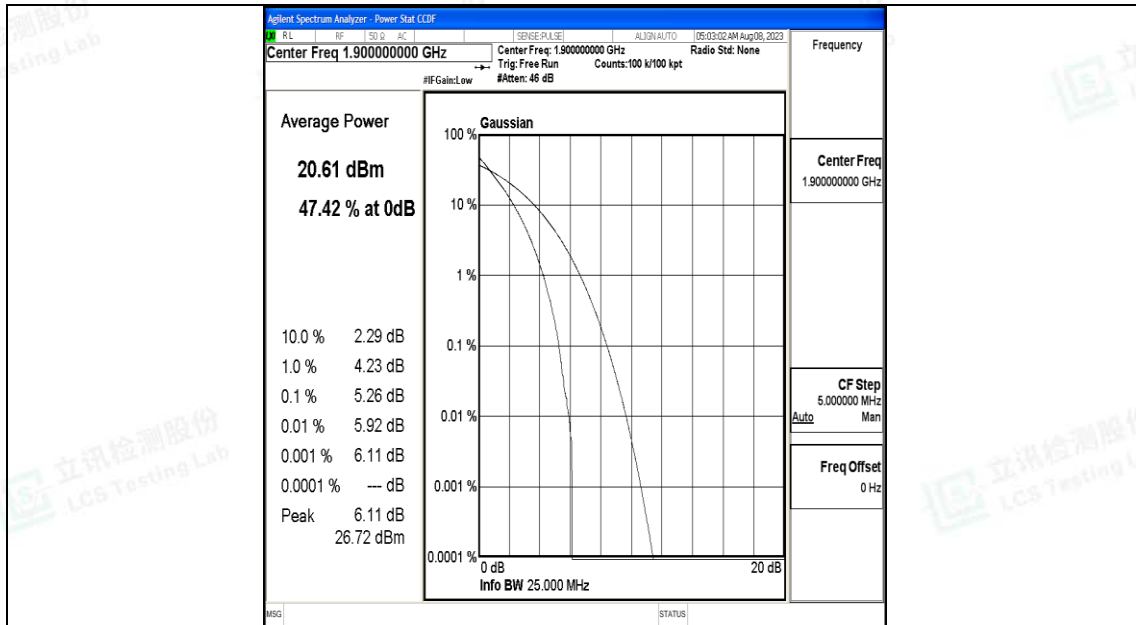 Agilent Spectrum Analyzer - Power Stat CCDF
LXI RL RF 50 Ω AC SENSE:PULSE ALIGN AUTO 05:03:02 AM Aug 08, 2023
Center Freq 1.900000000 GHz
Center Freq: 1.900000000 GHz Radio Std: None
Trig: Free Run Counts:100 k/100 kpt
#IFGain:Low #Atten: 46 dB
Frequency
Average Power
20.61 dBm
47.42 % at 0dB
10.0 % 2.29 dB
1.0 % 4.23 dB
0.1 % 5.26 dB
0.01 % 5.92 dB
0.001 % 6.11 dB
0.0001 % --- dB
Peak 6.11 dB
26.72 dBm
Gaussian
100 %
10 %
1 %
0.1 %
0.01 %
0.001 %
0.0001 %
0 dB 20 dB
Info BW 25.000 MHz
Center Freq
1.900000000 GHz
CF Step
5.000000 MHz
Auto Man
Freq Offset
0 Hz
MSG STATUS
立讯检测股份
LCS Testing Lab